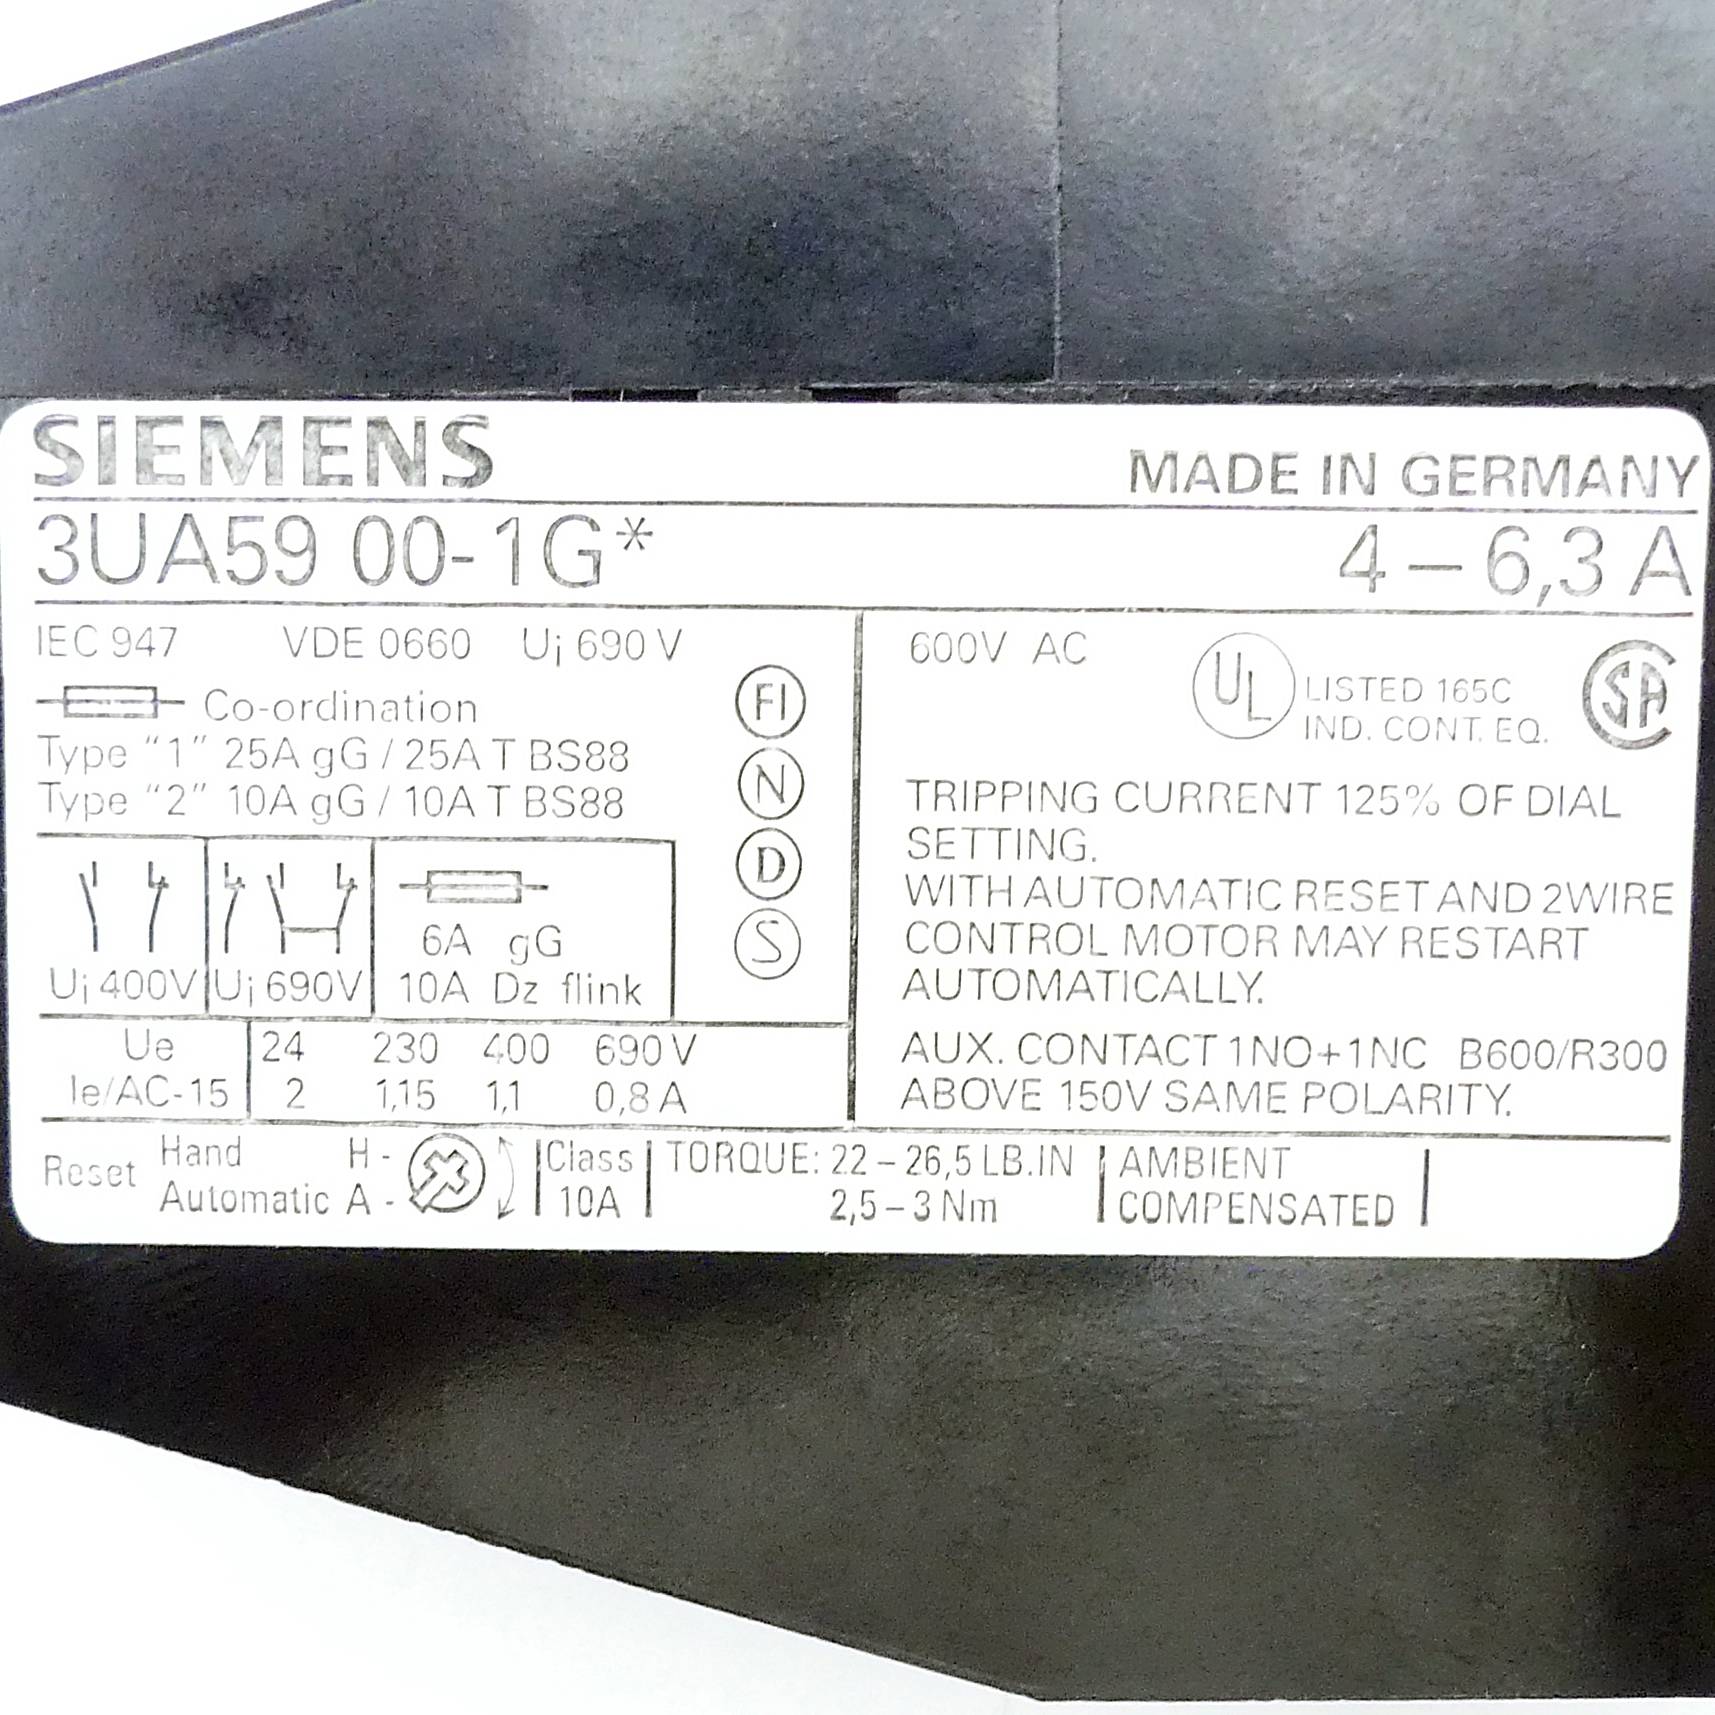 SIEMENS
MADE IN GERMANY
3UA59 00-1G*
4 – 6,3 A
IEC 947 VDE 0660 Ui 690 V
Co-ordination
Type “1” 25A gG / 25A T BS88
Type “2” 10A gG / 10A T BS88
FI
N
D
S
Ui 400V
Ui 690V
6A gG
10A Dz flink
Ue 24 230 400 690 V
Ie/AC-15 2 1,15 1,1 0,8 A
600V AC
UL
LISTED 165C
IND. CONT. EQ.
SA
TRIPPING CURRENT 125% OF DIAL
SETTING.
WITH AUTOMATIC RESET AND 2WIRE
CONTROL MOTOR MAY RESTART
AUTOMATICALLY.
AUX. CONTACT 1NO+1NC B600/R300
ABOVE 150V SAME POLARITY.
Reset
Hand H -
Automatic A -
Class
10A
TORQUE: 22 – 26,5 LB.IN
2,5 – 3 Nm
AMBIENT
COMPENSATED